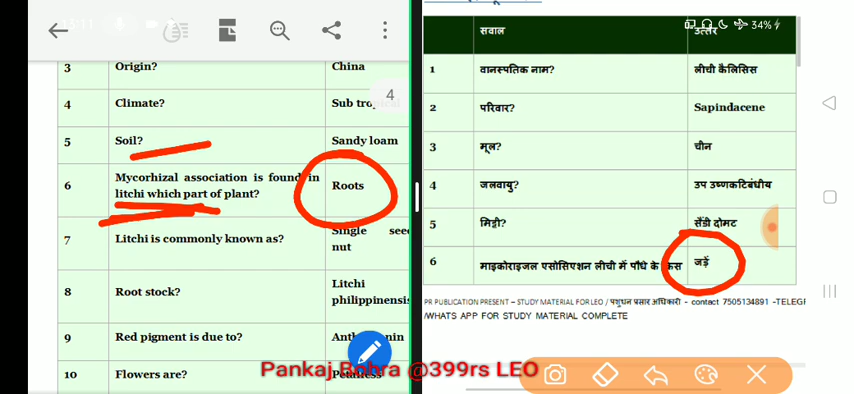 4
3 Origin? China
4 Climate? Sub
5 Soil? Sandy loam
6 Mycorhizal association is found in
litchi which part of plant? Roots
7 Litchi is commonly known as? Single
nut
8 Root stock? Litchi
philippinensis
9 Red pigment is due to?
10 Flowers are?
34%
सवाल उत्तर
1 वानस्पतिक नाम? लीची कैलिसिस
2 परिवार? Sapindacene
3 मूल? चीन
4 जलवायु? उप उष्णकटिबंधीय
5 मिट्टी? सैंडी दोमट
6 माइकोराइजल एसोसिएशन लीची में पौधे के किस जड़ें
PR PUBLICATION PRESENT – STUDY MATERIAL FOR LEO / पशुधन प्रसार अधिकारी - contact 7505134891 -TELEGR
/WHATS APP FOR STUDY MATERIAL COMPLETE
Pankaj Bohra @399rs LEO